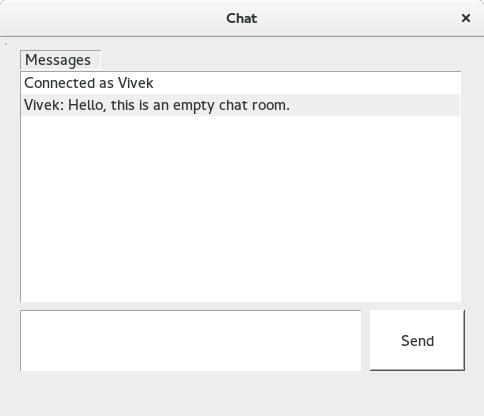 Chat
Messages
Connected as Vivek
Vivek: Hello, this is an empty chat room.
Send